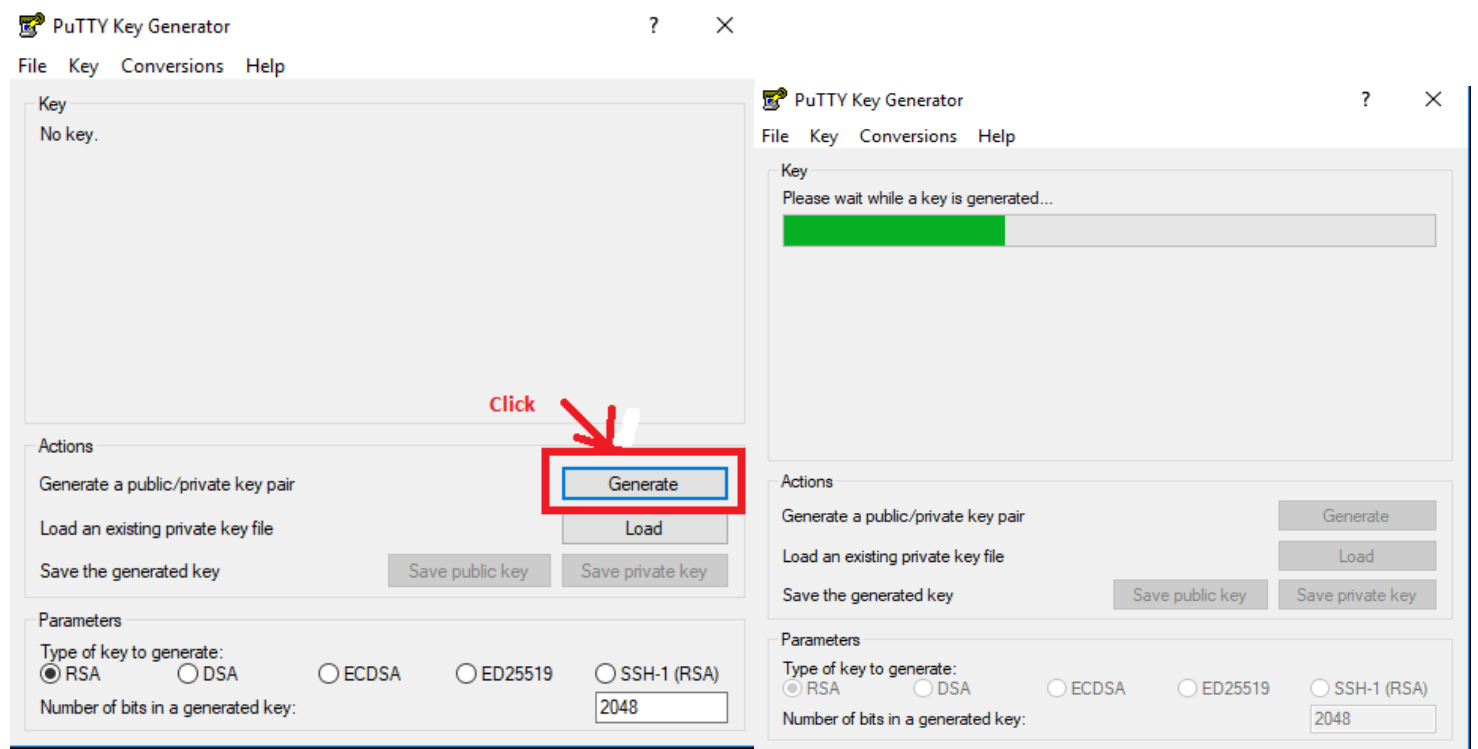 PuTTY Key Generator ? ×
File Key Conversions Help
Key
No key.
Click
Actions
Generate a public/private key pair Generate
Load an existing private key file Load
Save the generated key Save public key Save private key
Parameters
Type of key to generate:
RSA DSA ECDSA ED25519 SSH-1 (RSA)
Number of bits in a generated key: 2048
PuTTY Key Generator ? ×
File Key Conversions Help
Key
Please wait while a key is generated...
Actions
Generate a public/private key pair Generate
Load an existing private key file Load
Save the generated key Save public key Save private key
Parameters
Type of key to generate:
RSA DSA ECDSA ED25519 SSH-1 (RSA)
Number of bits in a generated key: 2048